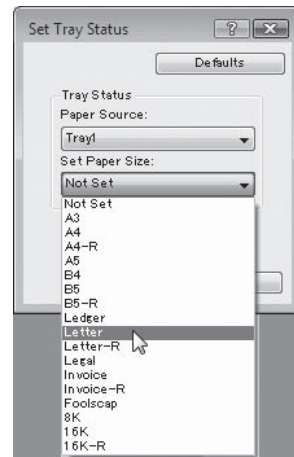 Set Tray Status
Defaults
Tray Status
Paper Source:
Tray1
Set Paper Size:
Not Set
Not Set
A3
A4
A4-R
A5
B4
B5
B5-R
Ledger
Letter
Letter-R
Legal
Invoice
Invoice-R
Foolscap
8K
16K
16K-R